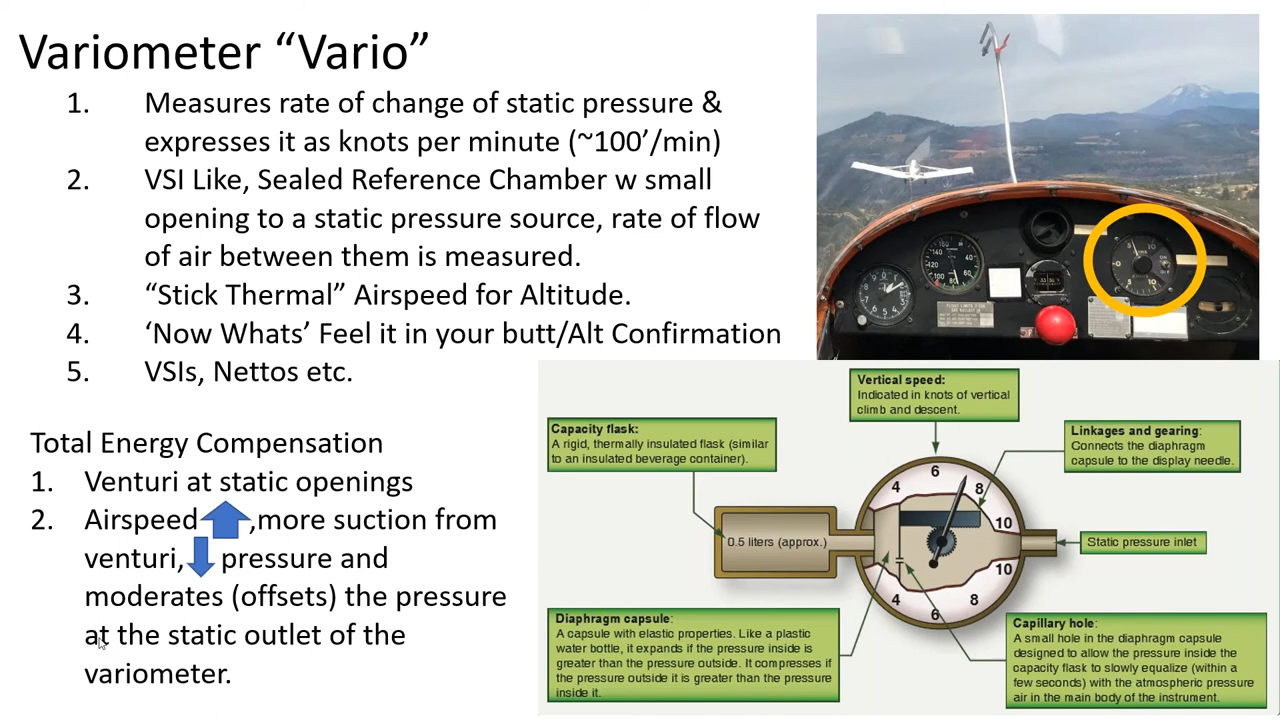 Variometer “Vario”
1. Measures rate of change of static pressure &
expresses it as knots per minute (~100’/min)
2. VSI Like, Sealed Reference Chamber w small
opening to a static pressure source, rate of flow
of air between them is measured.
3. “Stick Thermal” Airspeed for Altitude.
4. ‘Now Whats’ Feel it in your butt/Alt Confirmation
5. VSIs, Nettos etc.
Total Energy Compensation
1. Venturi at static openings
2. Airspeed ,more suction from
venturi, pressure and
moderates (offsets) the pressure
at the static outlet of the
variometer.
Vertical speed:
Indicated in knots of vertical
climb and descent.
Capacity flask:
A rigid, thermally insulated flask (similar
to an insulated beverage container).
Linkages and gearing:
Connects the diaphragm
capsule to the display needle.
6
4 8
10
0.5 liters (approx.)
Static pressure inlet
10
4 8
6
Diaphragm capsule:
A capsule with elastic properties. Like a plastic
water bottle, it expands if the pressure inside is
greater than the pressure outside. It compresses if
the pressure outside it is greater than the pressure
inside it.
Capillary hole:
A small hole in the diaphragm capsule
designed to allow the pressure inside the
capacity flask to slowly equalize (within a
few seconds) with the atmospheric pressure
air in the main body of the instrument.